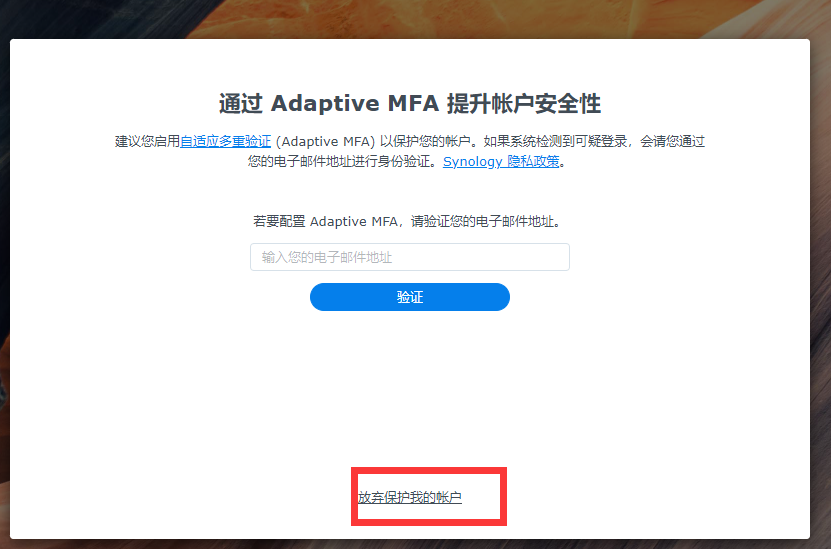 通过 Adaptive MFA 提升帐户安全性
建议您启用自适应多重验证 (Adaptive MFA) 以保护您的帐户。如果系统检测到可疑登录，会请您通过
您的电子邮件地址进行身份验证。Synology 隐私政策。
若要配置 Adaptive MFA，请验证您的电子邮件地址。
输入您的电子邮件地址
验证
放弃保护我的帐户